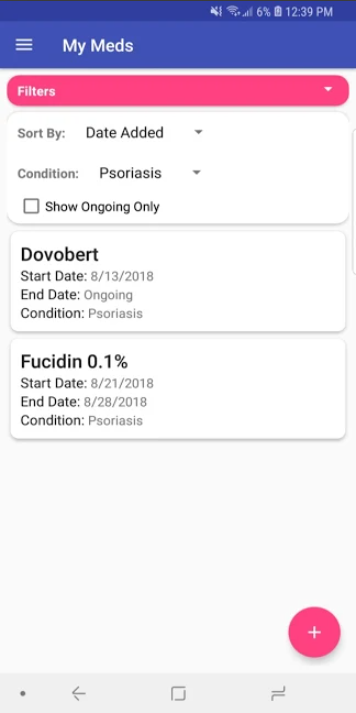 6% 12:39 PM
My Meds
Filters
Sort By: Date Added
Condition: Psoriasis
Show Ongoing Only
Dovobert
Start Date: 8/13/2018
End Date: Ongoing
Condition: Psoriasis
Fucidin 0.1%
Start Date: 8/21/2018
End Date: 8/28/2018
Condition: Psoriasis
+